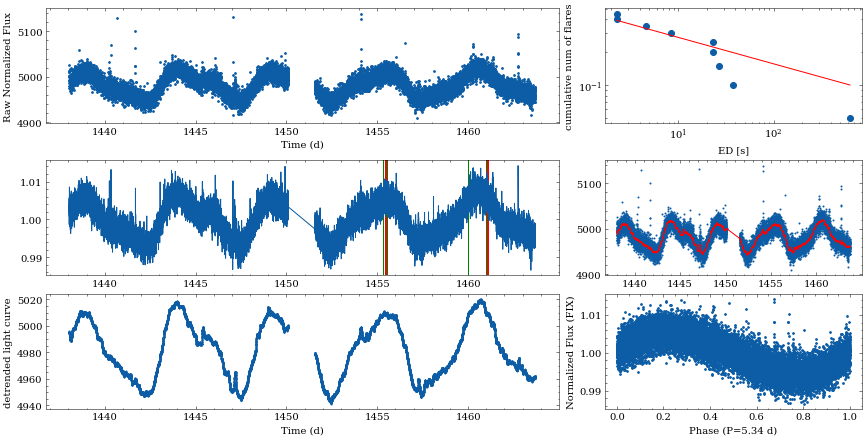 Raw Normalized Flux
5100
5000
4900
1440 1445 1450 1455 1460
Time (d)
cumulative num of flares
10⁻¹
10¹ 10²
ED [s]
1.01
1.00
0.99
1440 1445 1450 1455 1460
5100
5000
4900
1440 1445 1450 1455 1460
detrended light curve
5020
5000
4980
4960
4940
1440 1445 1450 1455 1460
Time (d)
Normalized Flux (FIX)
1.01
1.00
0.99
0.0 0.2 0.4 0.6 0.8 1.0
Phase (P=5.34 d)